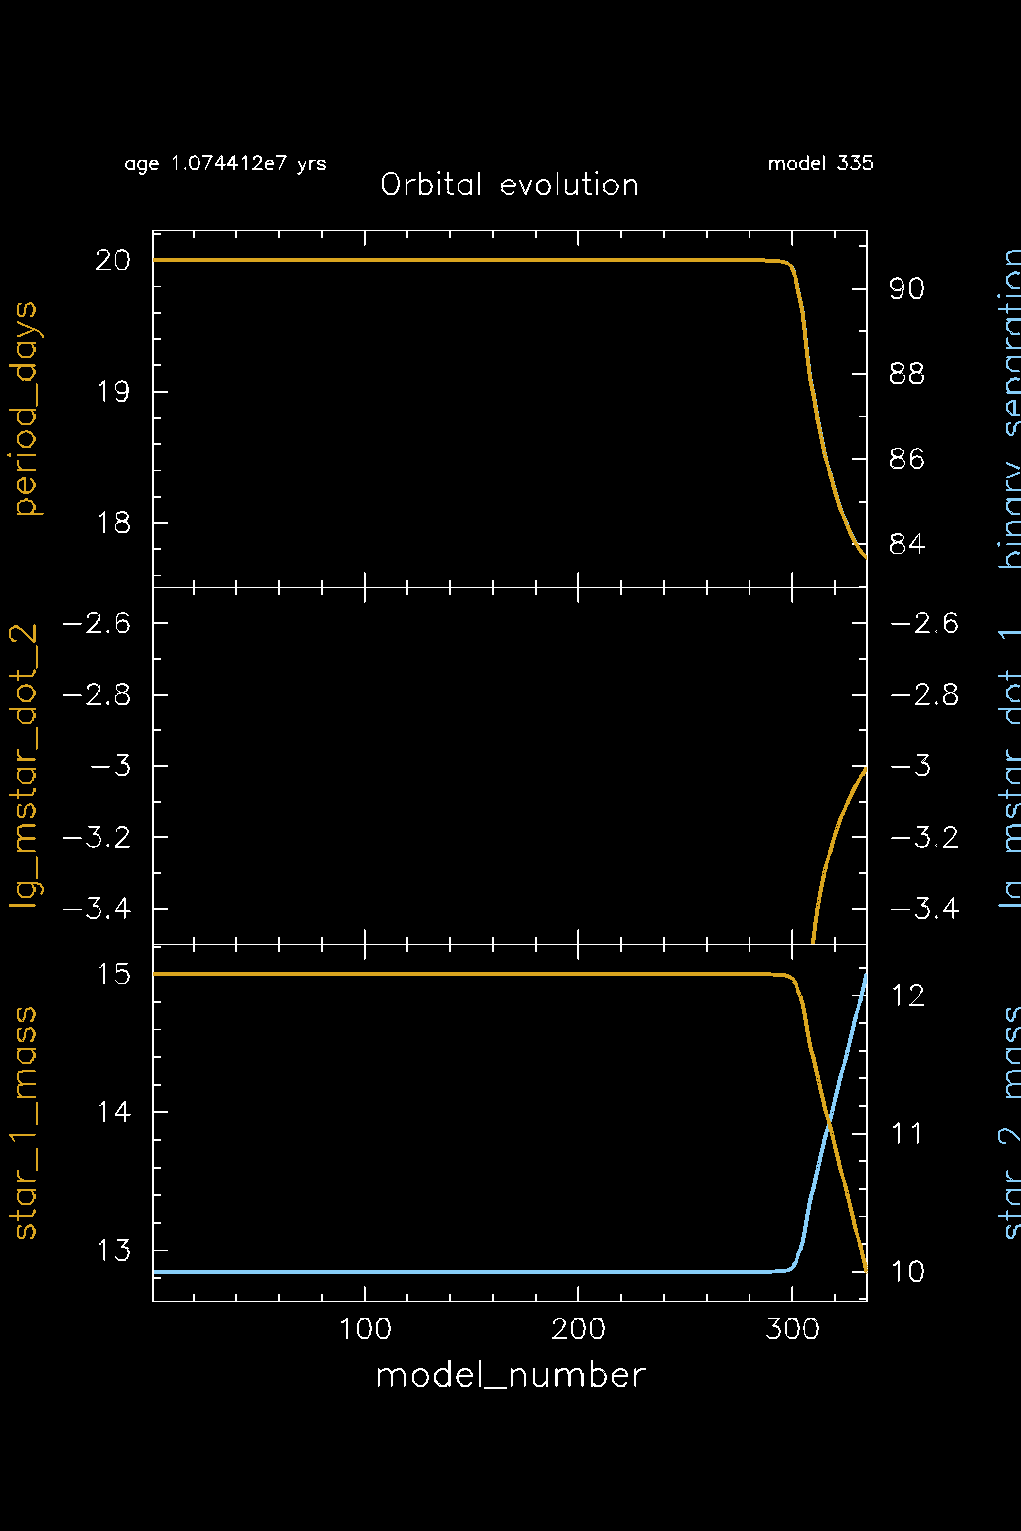 age 1.074412e7 yrs
model 335
Orbital evolution
period_days
20
19
18
90
88
86
84
binary_separation
lg_mstar_dot_2
−2.6
−2.8
−3
−3.2
−3.4
−2.6
−2.8
−3
−3.2
−3.4
lg_mstar_dot_1
star_1_mass
15
14
13
12
11
10
star_2_mass
100
200
300
model_number